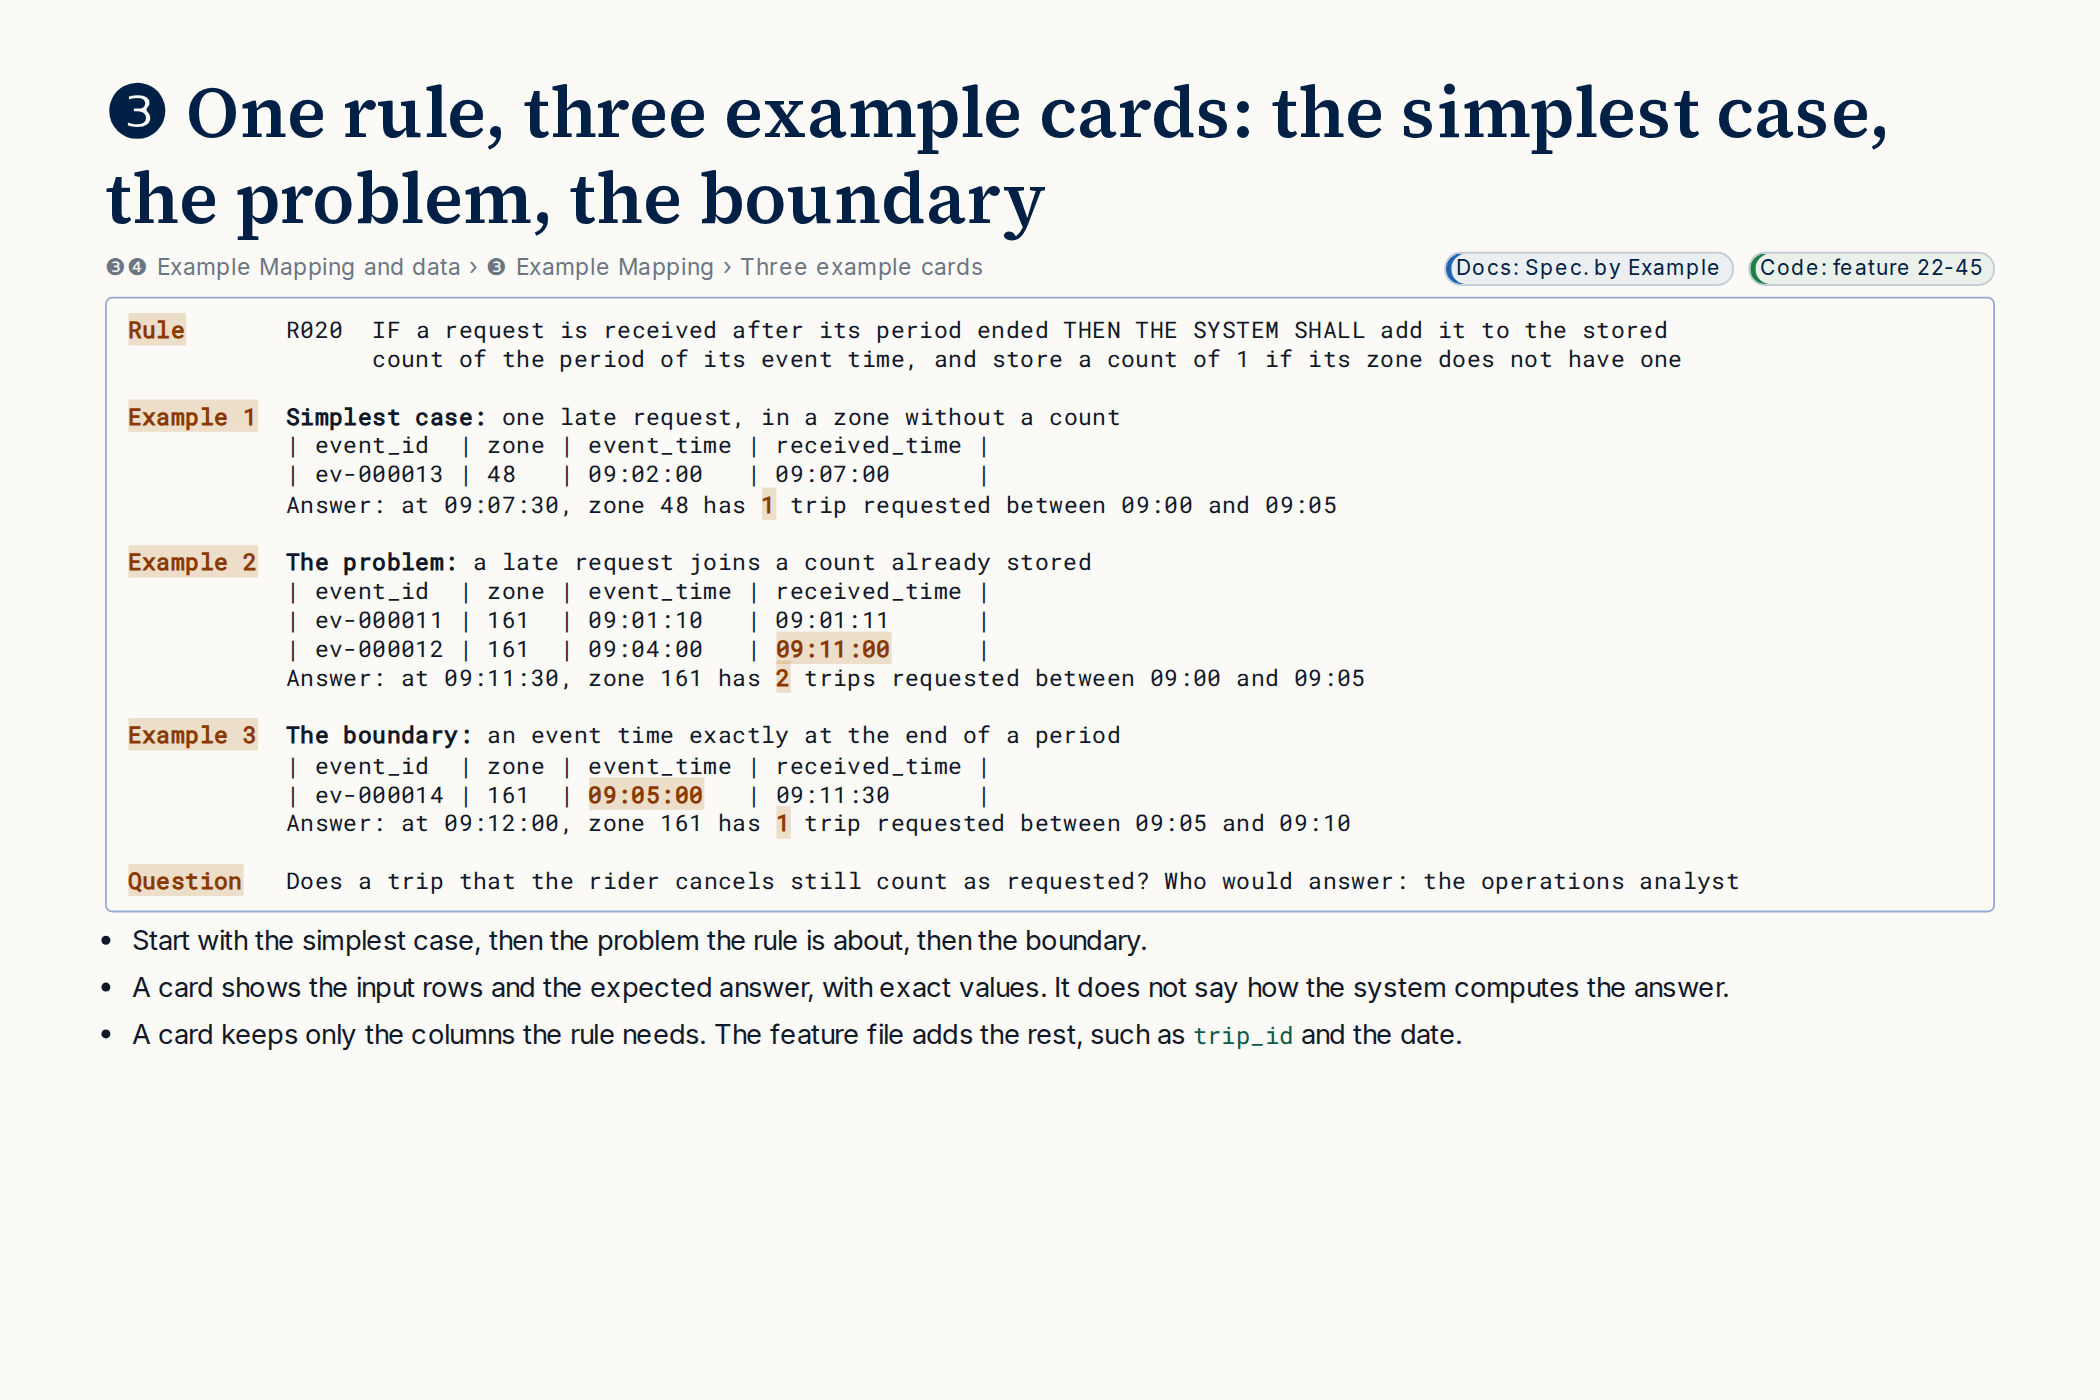 ❸ One rule, three example cards: the simplest case,
the problem, the boundary
❸❹ Example Mapping and data › ❸ Example Mapping › Three example cards
Docs: Spec. by Example
Code: feature 22-45
Rule R020 IF a request is received after its period ended THEN THE SYSTEM SHALL add it to the stored
count of the period of its event time, and store a count of 1 if its zone does not have one
Example 1 Simplest case: one late request, in a zone without a count
| event_id | zone | event_time | received_time |
| ev-000013 | 48 | 09:02:00 | 09:07:00 |
Answer: at 09:07:30, zone 48 has 1 trip requested between 09:00 and 09:05
Example 2 The problem: a late request joins a count already stored
| event_id | zone | event_time | received_time |
| ev-000011 | 161 | 09:01:10 | 09:01:11 |
| ev-000012 | 161 | 09:04:00 | 09:11:00 |
Answer: at 09:11:30, zone 161 has 2 trips requested between 09:00 and 09:05
Example 3 The boundary: an event time exactly at the end of a period
| event_id | zone | event_time | received_time |
| ev-000014 | 161 | 09:05:00 | 09:11:30 |
Answer: at 09:12:00, zone 161 has 1 trip requested between 09:05 and 09:10
Question Does a trip that the rider cancels still count as requested? Who would answer: the operations analyst
• Start with the simplest case, then the problem the rule is about, then the boundary.
• A card shows the input rows and the expected answer, with exact values. It does not say how the system computes the answer.
• A card keeps only the columns the rule needs. The feature file adds the rest, such as trip_id and the date.